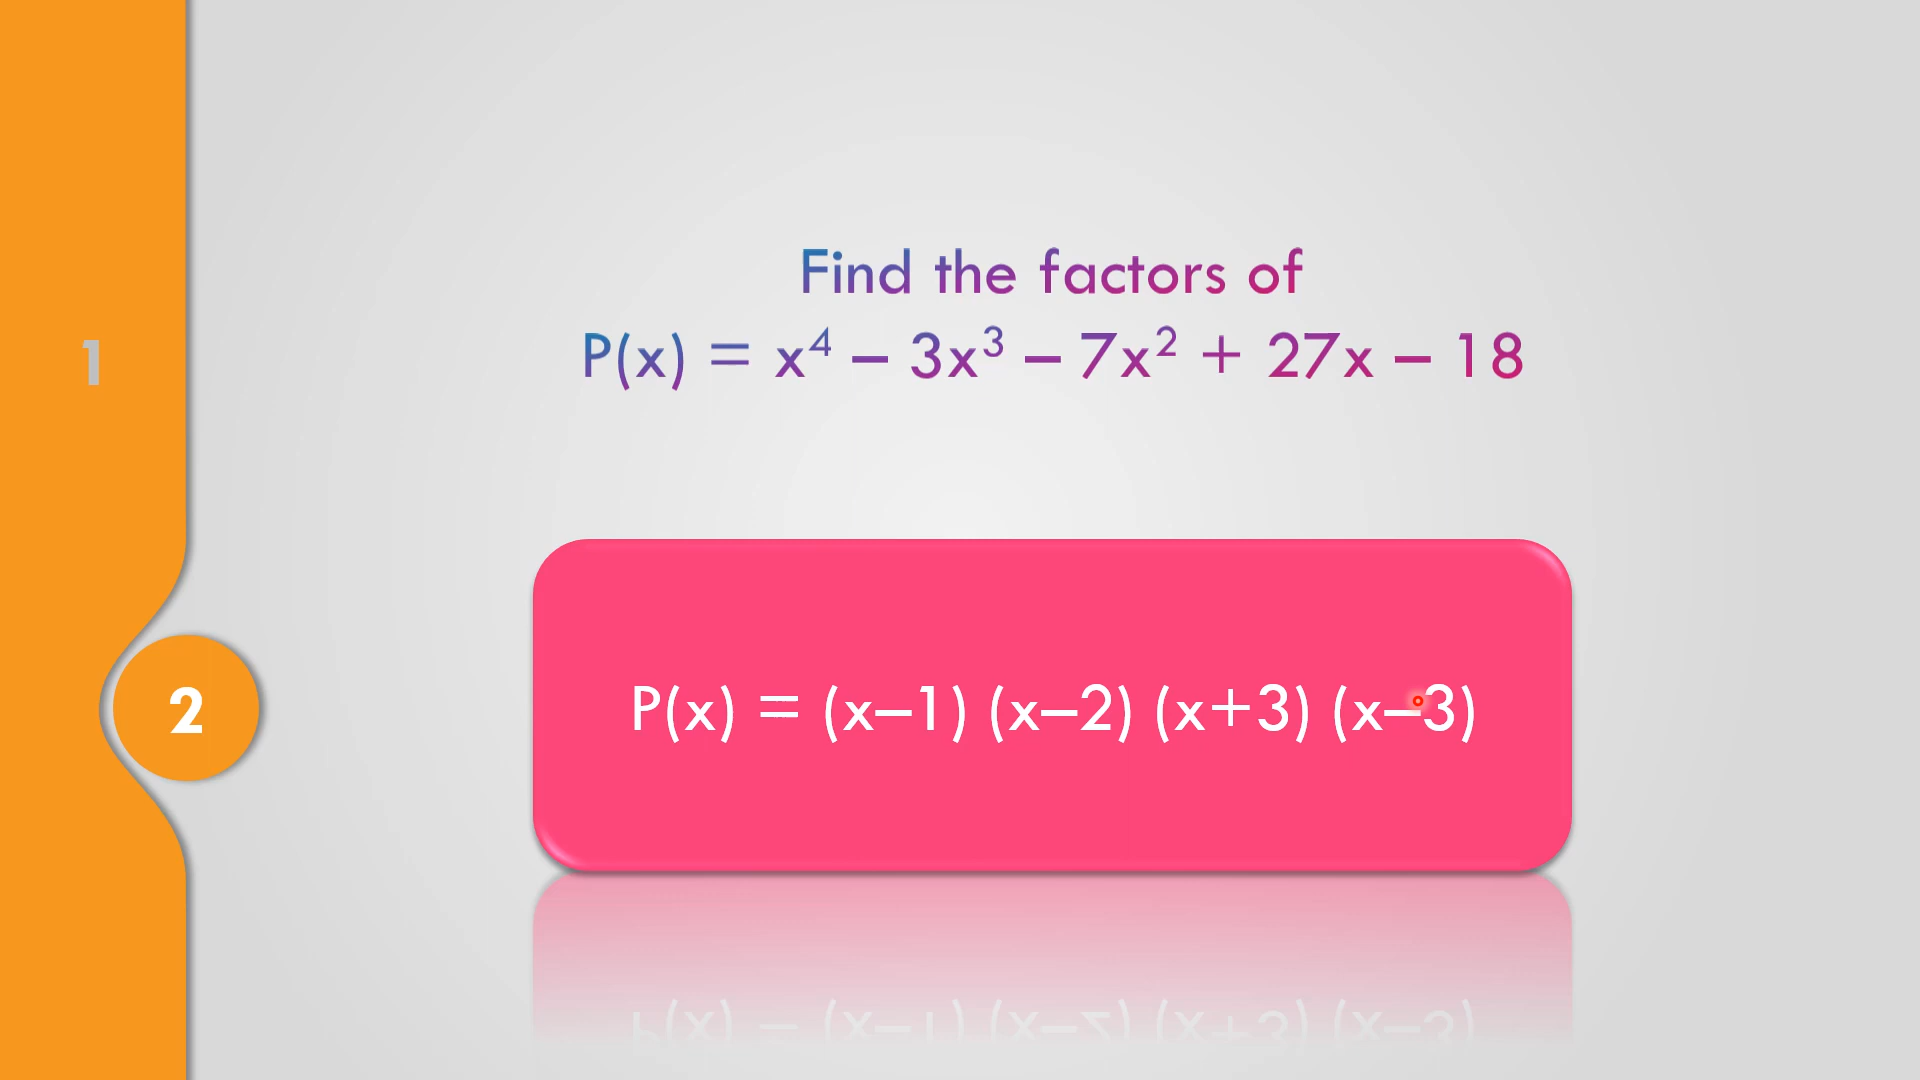 Find the factors of
P(x) = x⁴ – 3x³ – 7x² + 27x – 18
1
2
P(x) = (x–1) (x–2) (x+3) (x–3)